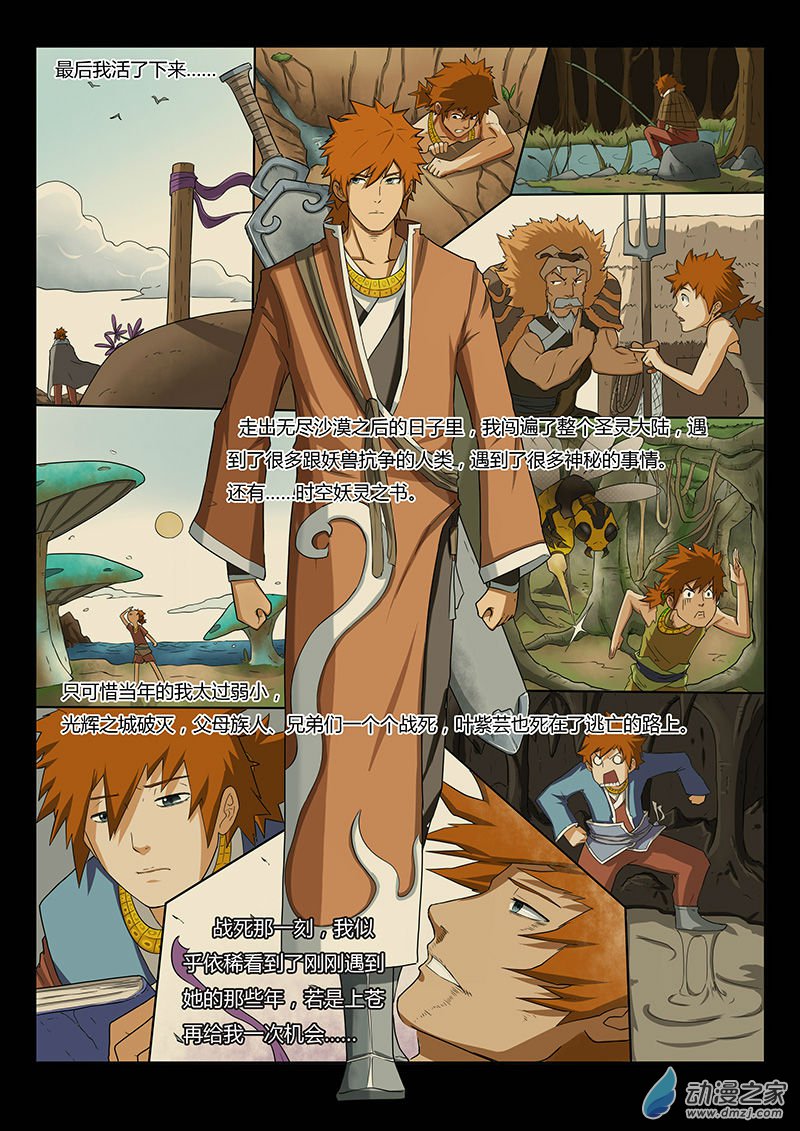 最后我活了下来……
走出无尽沙漠之后的日子里，我闯遍了整个圣灵大陆，遇
到了很多跟妖兽抗争的人类，遇到了很多神秘的事情。
还有……时空妖灵之书。
只可惜当年的我太过弱小，
光辉之城破灭，父母族人、兄弟们一个个战死，叶紫芸也死在了逃亡的路上。
战死那一刻，我似
乎依稀看到了刚刚遇到
她的那些年，若是上苍
再给我一次机会……
动漫之家
www.dmzj.com